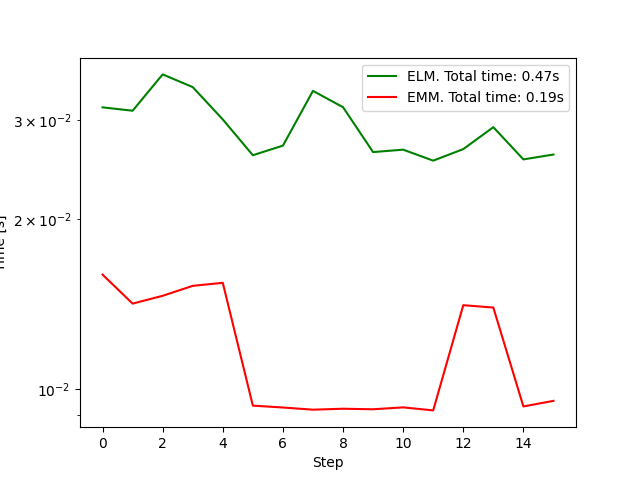 ELM. Total time: 0.47s
EMM. Total time: 0.19s
3 × 10⁻²
2 × 10⁻²
10⁻²
0 2 4 6 8 10 12 14
Step